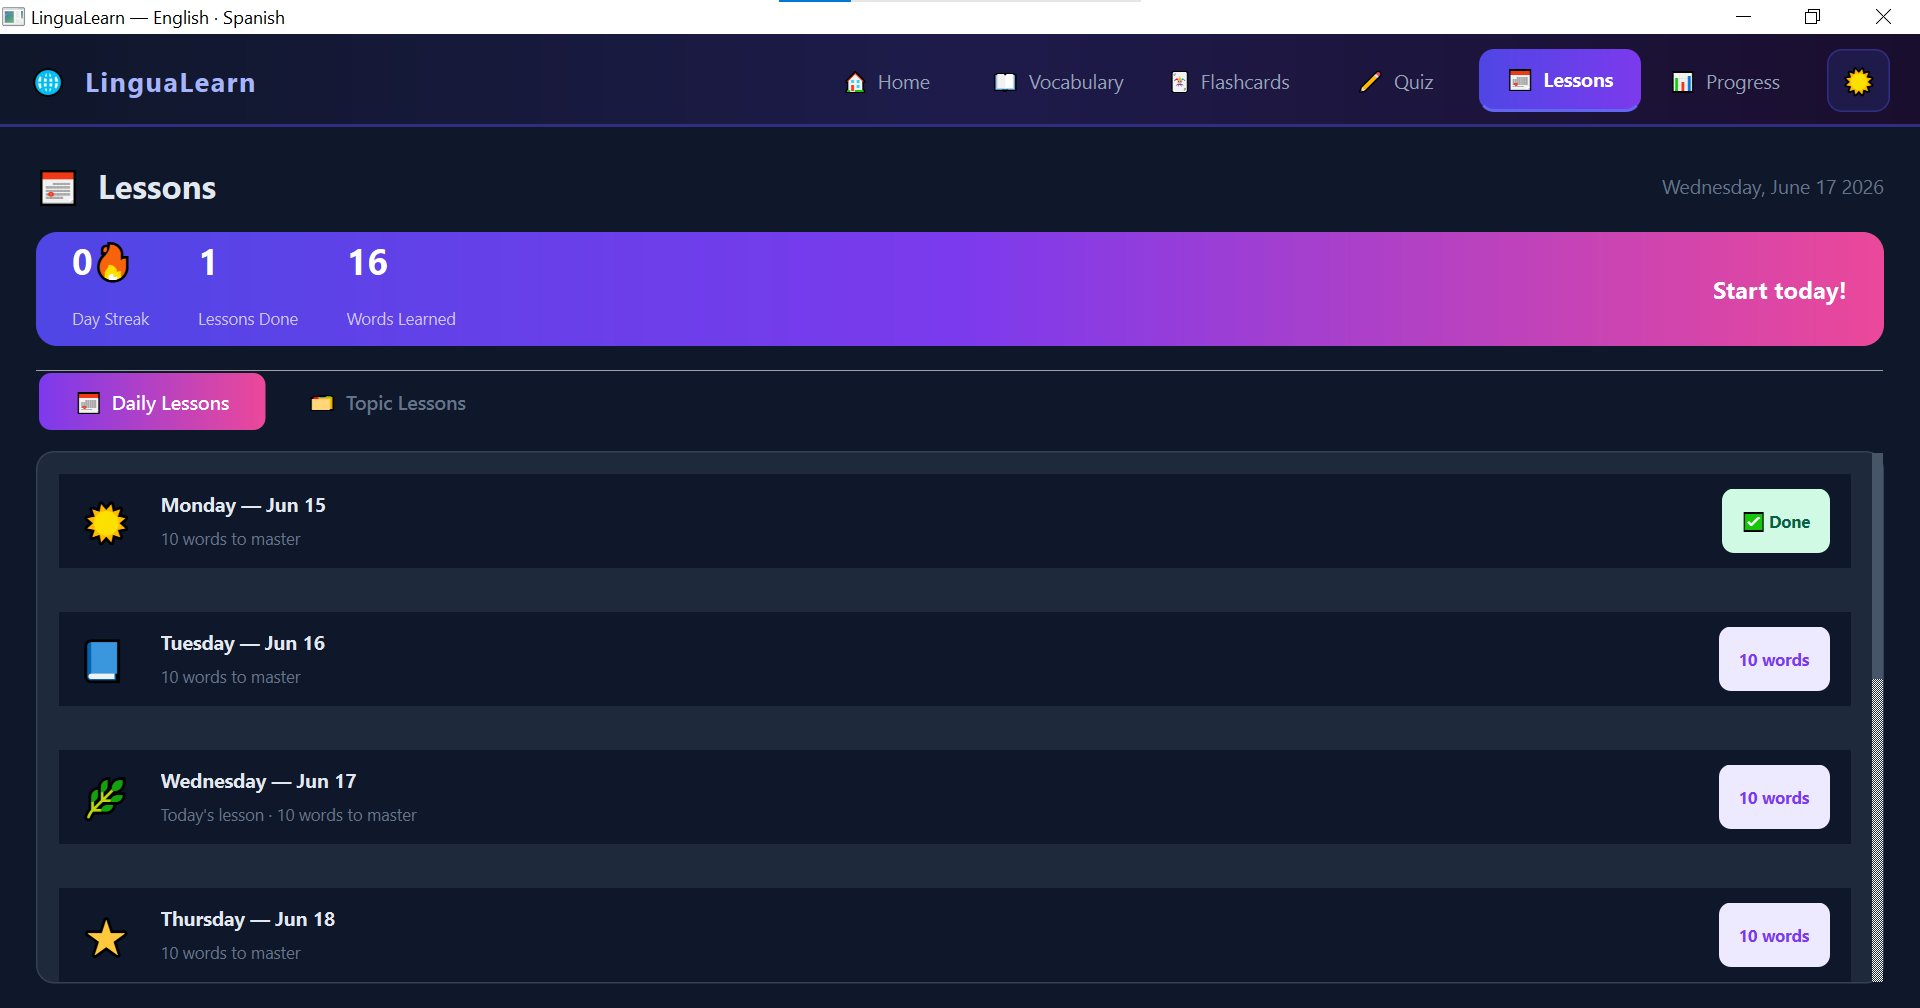 LinguaLearn — English · Spanish
LinguaLearn
Home
Vocabulary
Flashcards
Quiz
Lessons
Progress
Lessons
Wednesday, June 17 2026
0
1
16
Day Streak
Lessons Done
Words Learned
Start today!
Daily Lessons
Topic Lessons
Monday — Jun 15
10 words to master
Done
Tuesday — Jun 16
10 words to master
10 words
Wednesday — Jun 17
Today's lesson · 10 words to master
10 words
Thursday — Jun 18
10 words to master
10 words